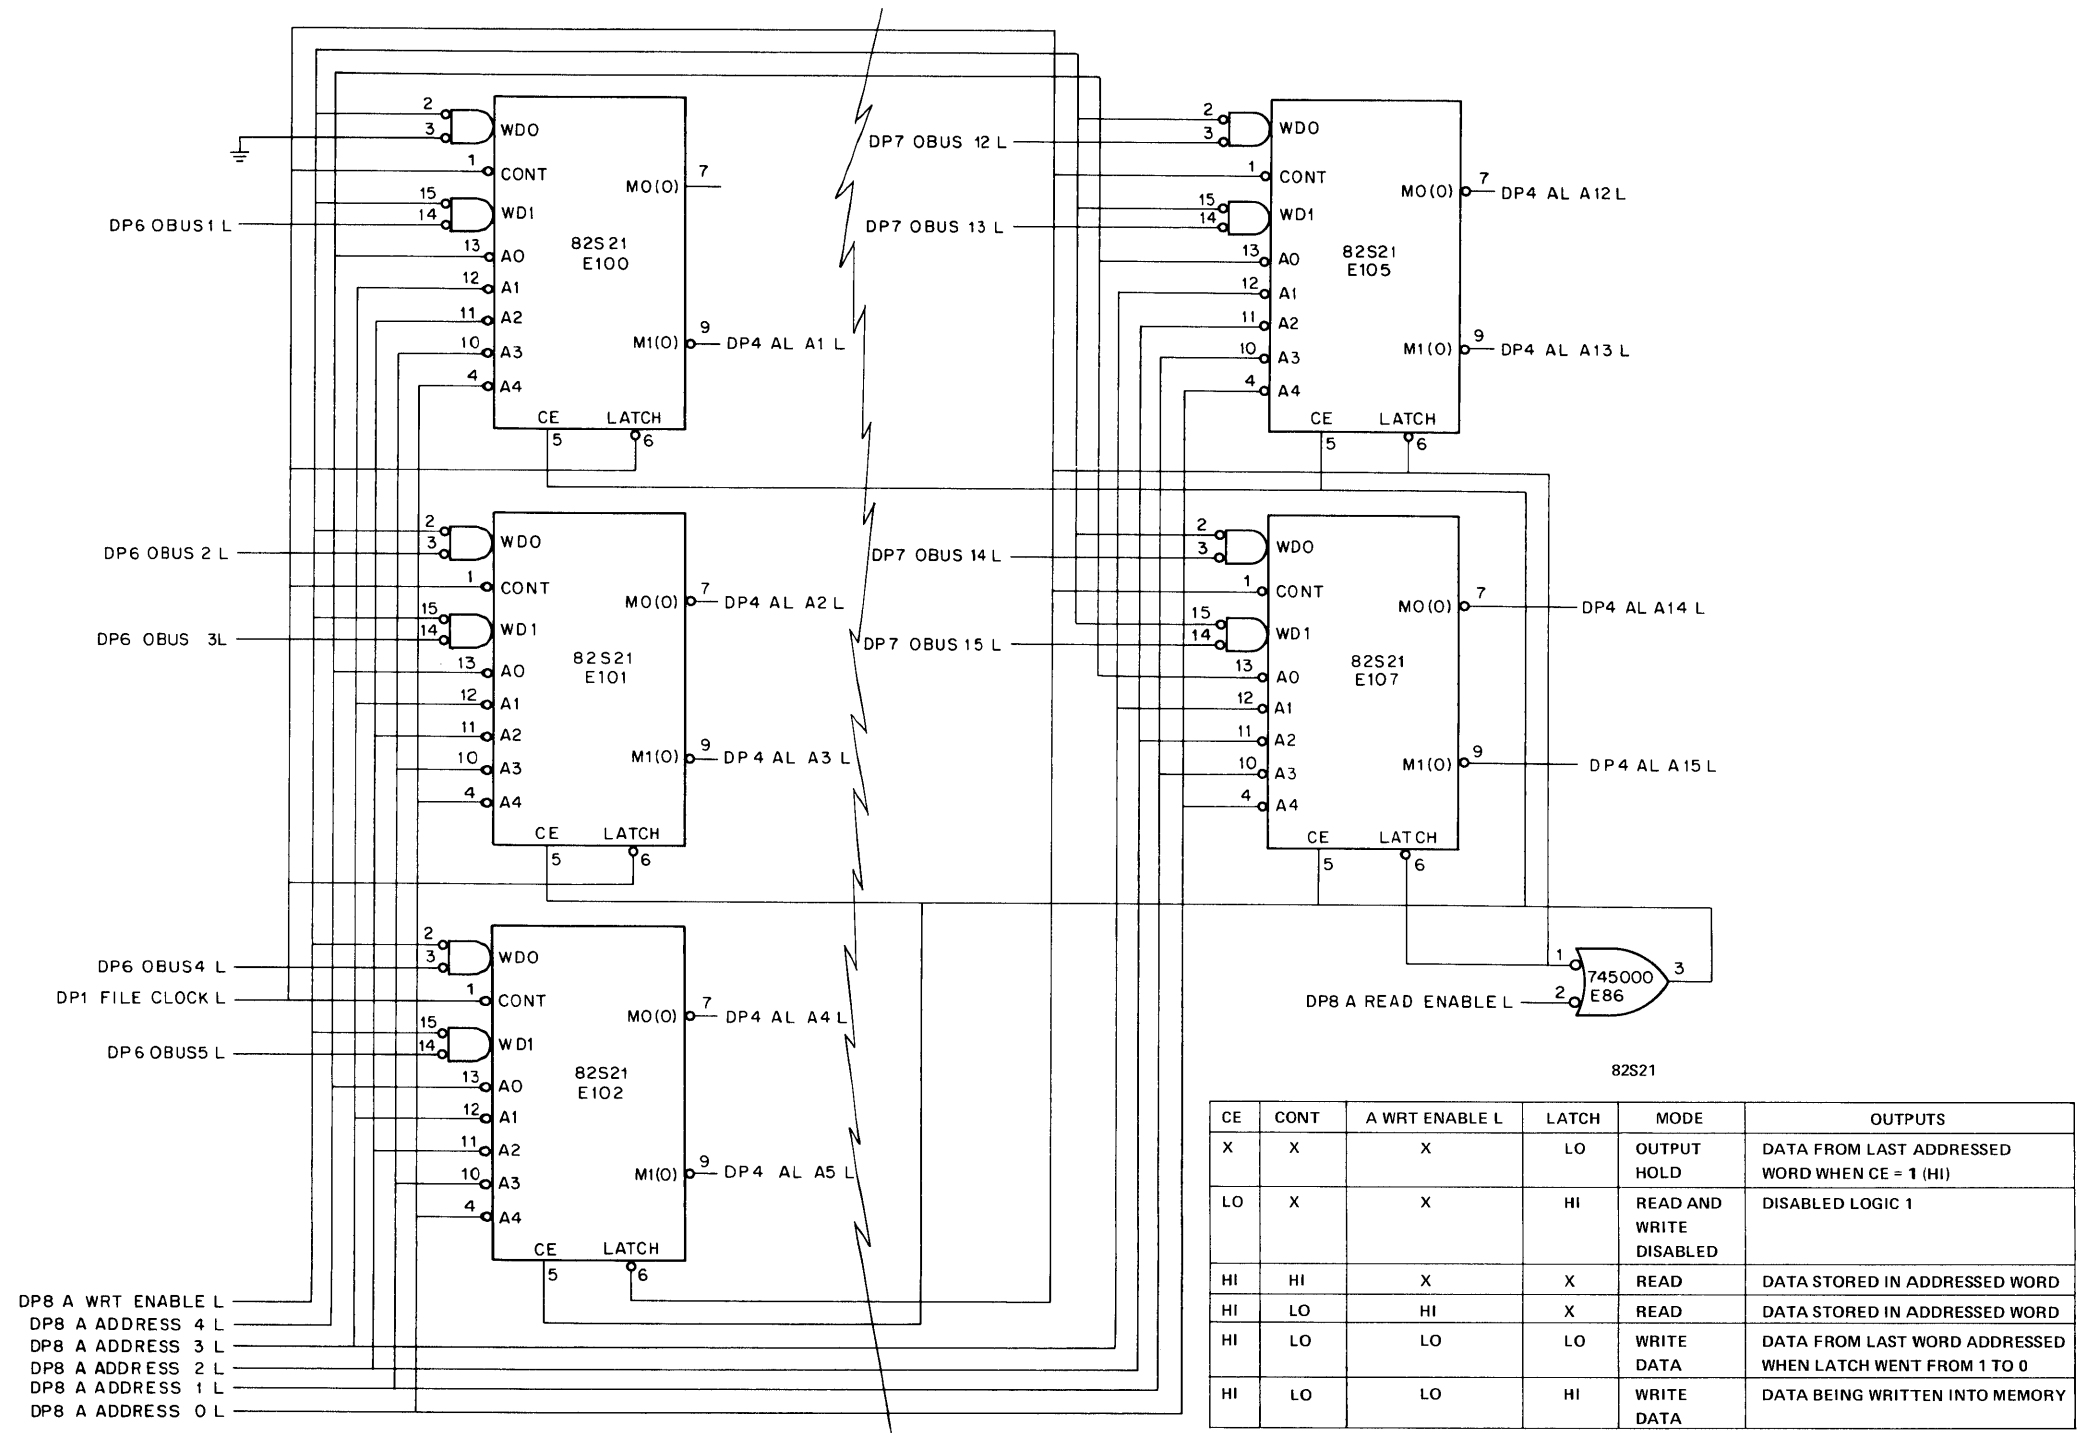 2
3
WDO
1
CONT
MO(O)
7
15
14
WD1
DP6 OBUS1 L
13
AO
82S21
E100
12
A1
11
A2
10
A3
M1(O)
9
DP4 AL A1 L
4
A4
CE
LATCH
5
6
2
3
WDO
DP7 OBUS 12 L
1
CONT
MO(O)
7
DP4 AL A12 L
15
14
WD1
DP7 OBUS 13 L
13
AO
82S21
E105
12
A1
11
A2
10
A3
M1(O)
9
DP4 AL A13 L
4
A4
CE
LATCH
5
6
2
3
WDO
DP6 OBUS 2 L
1
CONT
MO(O)
7
DP4 AL A2 L
15
14
WD1
DP6 OBUS 3L
13
AO
82S21
E101
12
A1
11
A2
10
A3
M1(O)
9
DP4 AL A3 L
4
A4
CE
LATCH
5
6
2
3
WDO
DP7 OBUS 14 L
1
CONT
MO(O)
7
DP4 AL A14 L
15
14
WD1
DP7 OBUS 15 L
13
AO
82S21
E107
12
A1
11
A2
10
A3
M1(O)
9
DP4 AL A15 L
4
A4
CE
LATCH
5
6
2
3
WDO
DP6 OBUS4 L
DP1 FILE CLOCK L
1
CONT
MO(O)
7
DP4 AL A4 L
15
14
WD1
DP6 OBUS5 L
13
AO
82S21
E102
12
A1
11
A2
10
A3
M1(O)
9
DP4 AL A5 L
4
A4
CE
LATCH
5
6
1
2
745000
E86
3
DP8 A READ ENABLE L
DP8 A WRT ENABLE L
DP8 A ADDRESS 4 L
DP8 A ADDRESS 3 L
DP8 A ADDRESS 2 L
DP8 A ADDRESS 1 L
DP8 A ADDRESS 0 L
82S21
CE CONT A WRT ENABLE L LATCH MODE OUTPUTS
X X X LO OUTPUT DATA FROM LAST ADDRESSED
HOLD WORD WHEN CE = 1 (HI)
LO X X HI READ AND DISABLED LOGIC 1
WRITE
DISABLED
HI HI X X READ DATA STORED IN ADDRESSED WORD
HI LO HI X READ DATA STORED IN ADDRESSED WORD
HI LO LO LO WRITE DATA FROM LAST WORD ADDRESSED
DATA WHEN LATCH WENT FROM 1 TO 0
HI LO LO HI WRITE DATA BEING WRITTEN INTO MEMORY
DATA